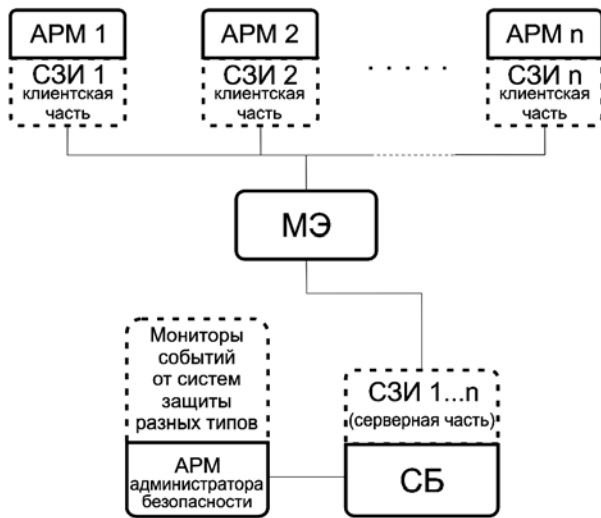 АРМ 1
СЗИ 1
клиентская
часть
АРМ 2
СЗИ 2
клиентская
часть
. . . . .
АРМ n
СЗИ n
клиентская
часть
МЭ
Мониторы
событий
от систем
защиты
разных типов
АРМ
администратора
безопасности
СЗИ 1...n
(серверная часть)
СБ